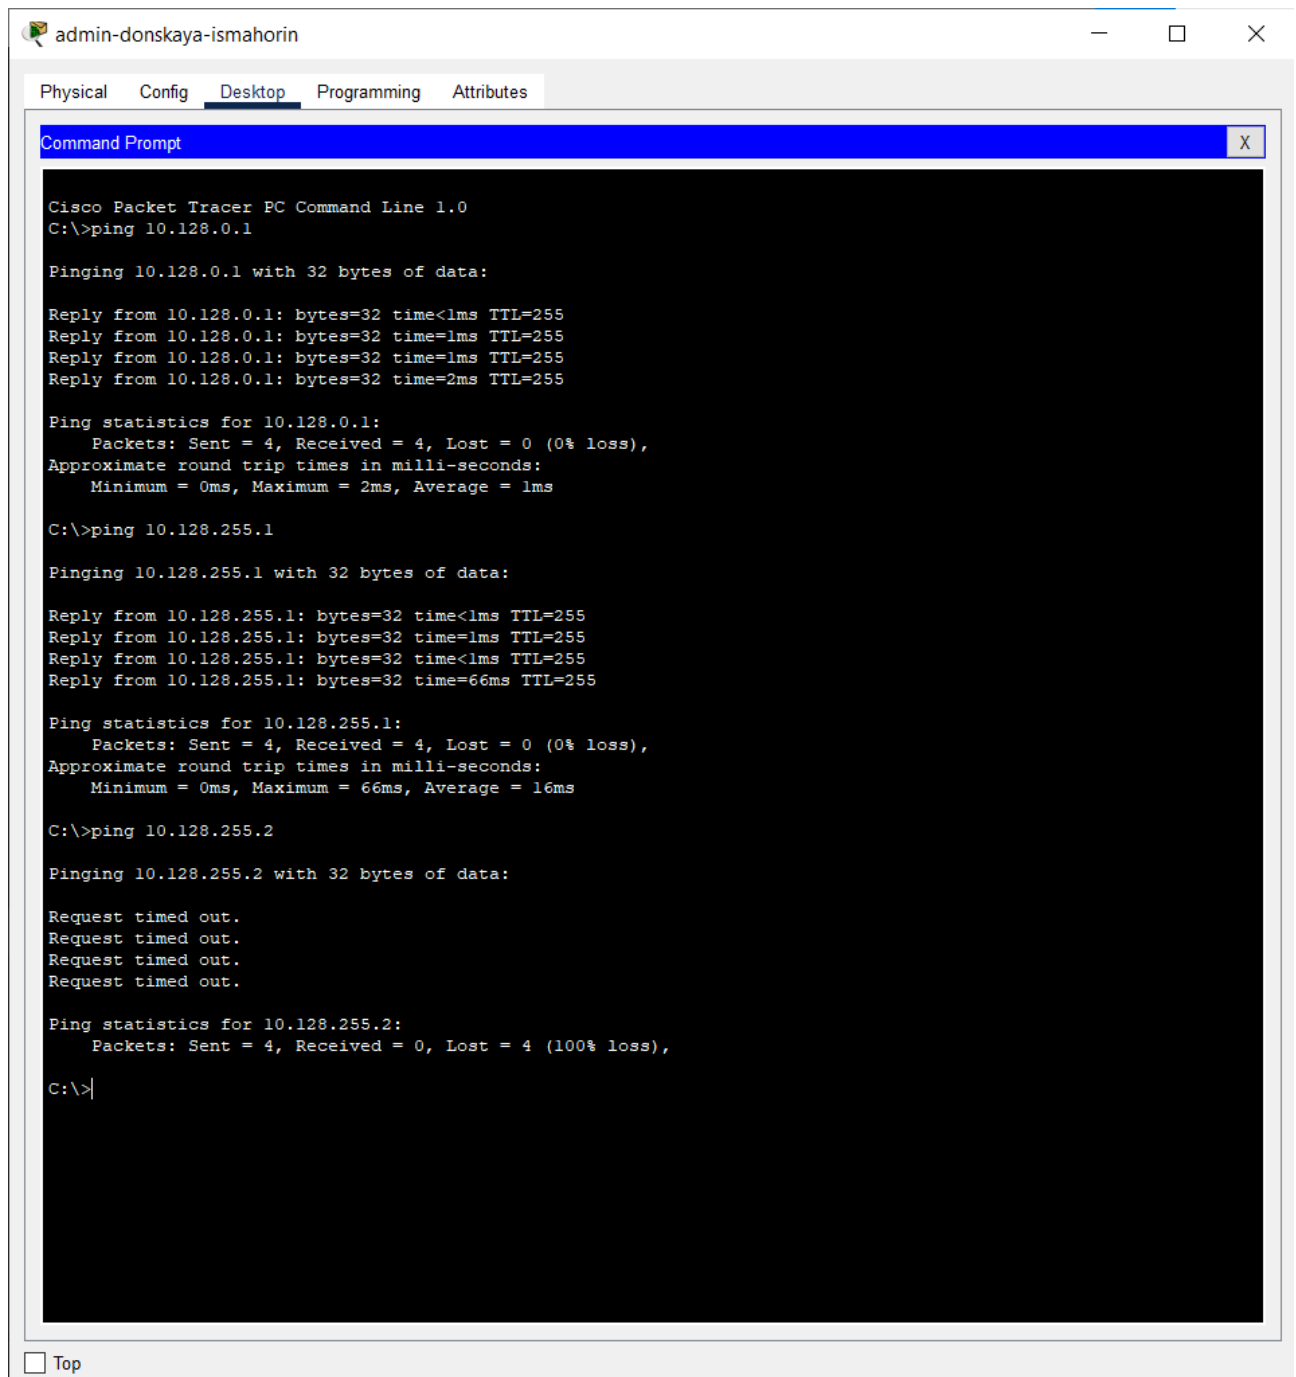 admin-donskaya-ismahorin
Physical Config Desktop Programming Attributes
Command Prompt X
Cisco Packet Tracer PC Command Line 1.0
C:\>ping 10.128.0.1
Pinging 10.128.0.1 with 32 bytes of data:
Reply from 10.128.0.1: bytes=32 time<1ms TTL=255
Reply from 10.128.0.1: bytes=32 time=1ms TTL=255
Reply from 10.128.0.1: bytes=32 time=1ms TTL=255
Reply from 10.128.0.1: bytes=32 time=2ms TTL=255
Ping statistics for 10.128.0.1:
    Packets: Sent = 4, Received = 4, Lost = 0 (0% loss),
Approximate round trip times in milli-seconds:
    Minimum = 0ms, Maximum = 2ms, Average = 1ms
C:\>ping 10.128.255.1
Pinging 10.128.255.1 with 32 bytes of data:
Reply from 10.128.255.1: bytes=32 time<1ms TTL=255
Reply from 10.128.255.1: bytes=32 time=1ms TTL=255
Reply from 10.128.255.1: bytes=32 time<1ms TTL=255
Reply from 10.128.255.1: bytes=32 time=66ms TTL=255
Ping statistics for 10.128.255.1:
    Packets: Sent = 4, Received = 4, Lost = 0 (0% loss),
Approximate round trip times in milli-seconds:
    Minimum = 0ms, Maximum = 66ms, Average = 16ms
C:\>ping 10.128.255.2
Pinging 10.128.255.2 with 32 bytes of data:
Request timed out.
Request timed out.
Request timed out.
Request timed out.
Ping statistics for 10.128.255.2:
    Packets: Sent = 4, Received = 0, Lost = 4 (100% loss),
C:\>
Top